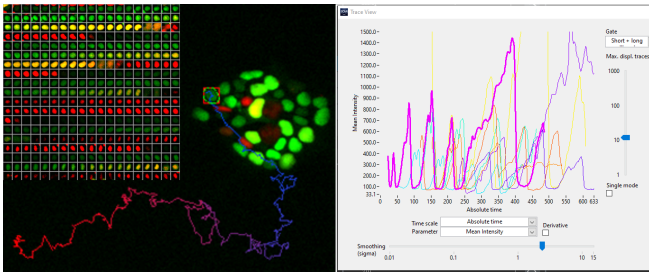 Trace View
Gate
Short + long
Max. displ. traces
1500.0
1400.0
1300.0
1200.0
1100.0
1000.0
900.0
800.0
700.0
600.0
500.0
400.0
300.0
200.0
100.0
33.1
Mean Intensity
0 50 100 150 200 250 300 350 400 450 500 550 600 633
Absolute time
1000
100
10
1
Single mode
Time scale Absolute time
Parameter Mean Intensity
Derivative
Smoothing
(sigma)
0.01 0.1 1 10 15